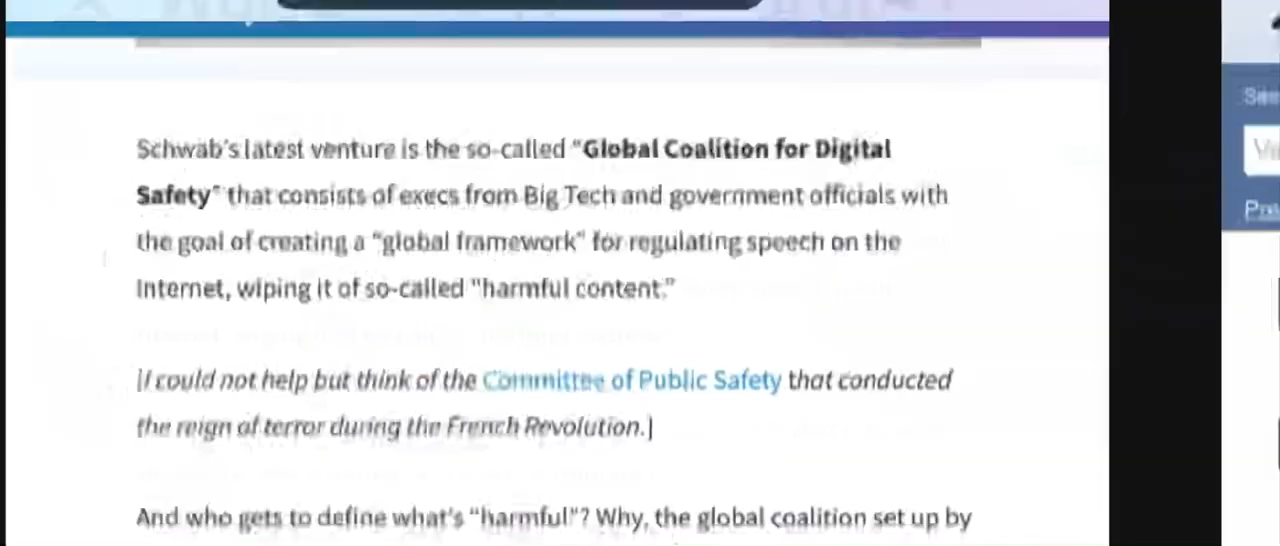 Schwab's latest venture is the so-called "Global Coalition for Digital
Safety" that consists of execs from Big Tech and government officials with
the goal of creating a "global framework" for regulating speech on the
Internet, wiping it of so-called "harmful content."
[I could not help but think of the Committee of Public Safety that conducted
the reign of terror during the French Revolution.]
And who gets to define what's "harmful"? Why, the global coalition set up by